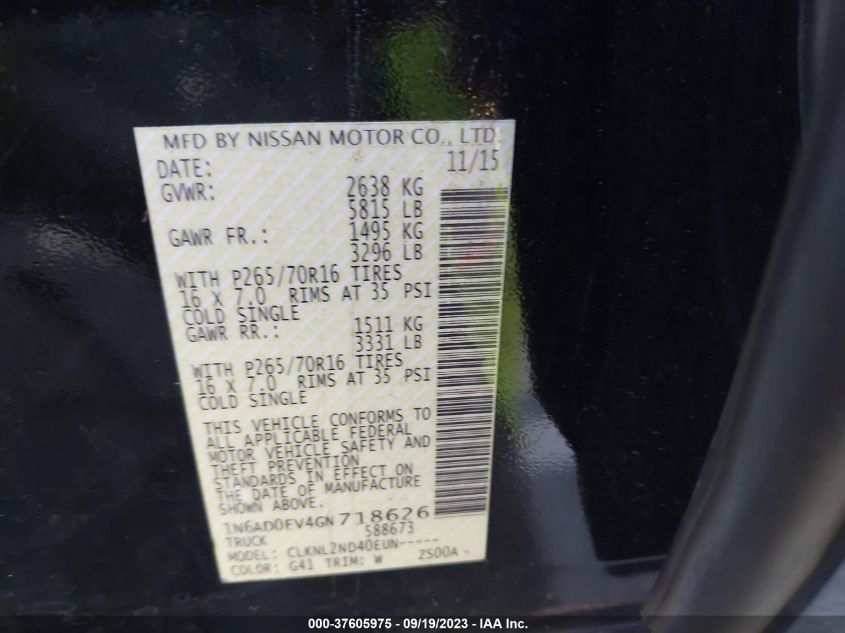 MFD BY NISSAN MOTOR CO., LTD
DATE: 11/15
GVWR: 2638 KG
5815 LB
GAWR FR.: 1495 KG
3296 LB
WITH P265/70R16 TIRES
16 X 7.0 RIMS AT 35 PSI
COLD SINGLE
GAWR RR.: 1511 KG
3331 LB
WITH P265/70R16 TIRES
16 X 7.0 RIMS AT 35 PSI
COLD SINGLE
THIS VEHICLE CONFORMS TO
ALL APPLICABLE FEDERAL
MOTOR VEHICLE SAFETY AND
THEFT PREVENTION
STANDARDS IN EFFECT ON
THE DATE OF MANUFACTURE
SHOWN ABOVE.
1N6AD0EV4GN 718626
TRUCK 588673
MODEL: CLKNL2ND40EUN-----
COLOR: G41 TRIM: W ZS00A
000-37605975 - 09/19/2023 - IAA Inc.